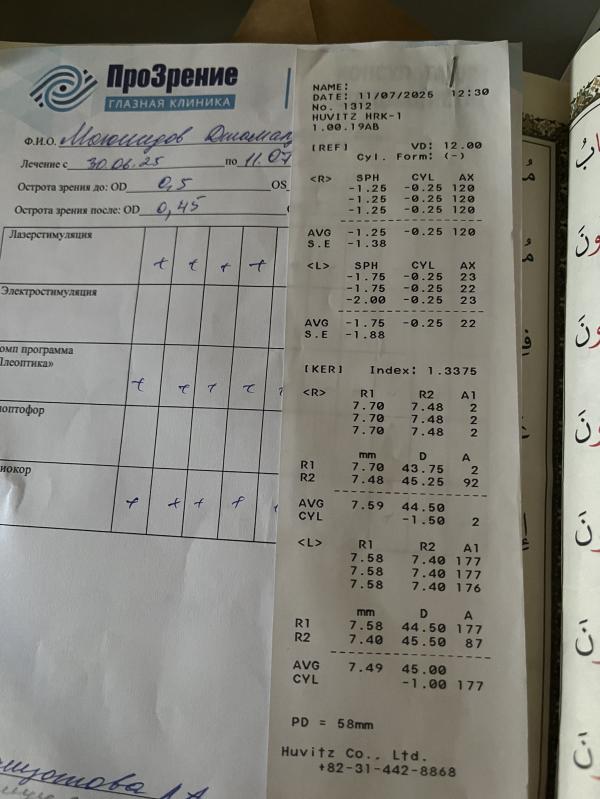 ПроЗрение
ГЛАЗНАЯ КЛИНИКА
Ф.И.О.
Лечение с 30.06.25 по 11.07
Острота зрения до: OD 0,5 OS
Острота зрения после: OD 0,45
Лазерстимуляция + + + +
Электростимуляция
омп программа
Плеоптика» + + + + +
ноптофор
иокор + + + + +
NAME:
DATE: 11/07/2025 12:30
No. 1312
HUVITZ HRK-1
1.00.19AB
[REF] VD: 12.00
Cyl. Form: (-)
<R> SPH CYL AX
-1.25 -0.25 120
-1.25 -0.25 120
-1.25 -0.25 120
AVG -1.25 -0.25 120
S.E -1.38
<L> SPH CYL AX
-1.75 -0.25 23
-1.75 -0.25 22
-2.00 -0.25 23
AVG -1.75 -0.25 22
S.E -1.88
[KER] Index: 1.3375
<R> R1 R2 A1
7.70 7.48 2
7.70 7.48 2
7.70 7.48 2
mm D A
R1 7.70 43.75 2
R2 7.48 45.25 92
AVG 7.59 44.50
CYL -1.50 2
<L> R1 R2 A1
7.58 7.40 177
7.58 7.40 177
7.58 7.40 176
mm D A
R1 7.58 44.50 177
R2 7.40 45.50 87
AVG 7.49 45.00
CYL -1.00 177
PD = 58mm
Huvitz Co., Ltd.
+82-31-442-8868